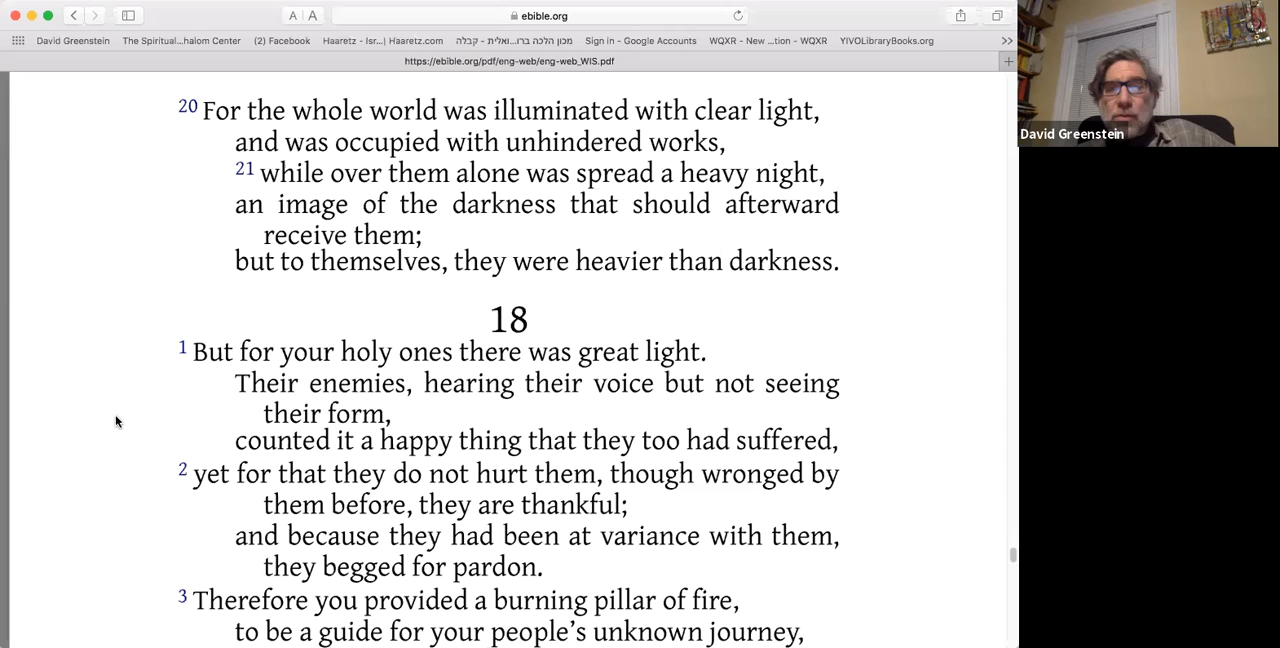 A A
ebible.org
David Greenstein The Spiritual...halom Center (2) Facebook Haaretz - Isr...| Haaretz.com מכון הלכה ברו...ואלית - קבלה Sign in - Google Accounts WQXR - New ...tion - WQXR YIVOLibraryBooks.org >>
https://ebible.org/pdf/eng-web/eng-web_WIS.pdf +
20 For the whole world was illuminated with clear light,
and was occupied with unhindered works,
21 while over them alone was spread a heavy night,
an image of the darkness that should afterward
receive them;
but to themselves, they were heavier than darkness.
18
1 But for your holy ones there was great light.
Their enemies, hearing their voice but not seeing
their form,
counted it a happy thing that they too had suffered,
2 yet for that they do not hurt them, though wronged by
them before, they are thankful;
and because they had been at variance with them,
they begged for pardon.
3 Therefore you provided a burning pillar of fire,
to be a guide for your people’s unknown journey,
David Greenstein